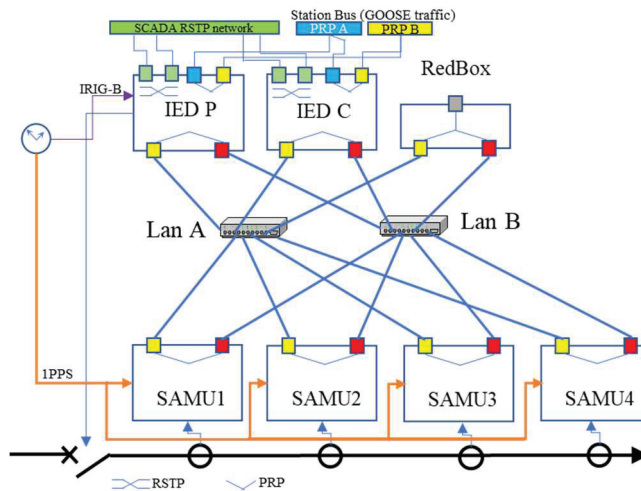 Station Bus (GOOSE traffic)
SCADA RSTP network
PRP A
PRP B
RedBox
IRIG-B
IED P
IED C
Lan A
Lan B
1PPS
SAMU1
SAMU2
SAMU3
SAMU4
RSTP
PRP